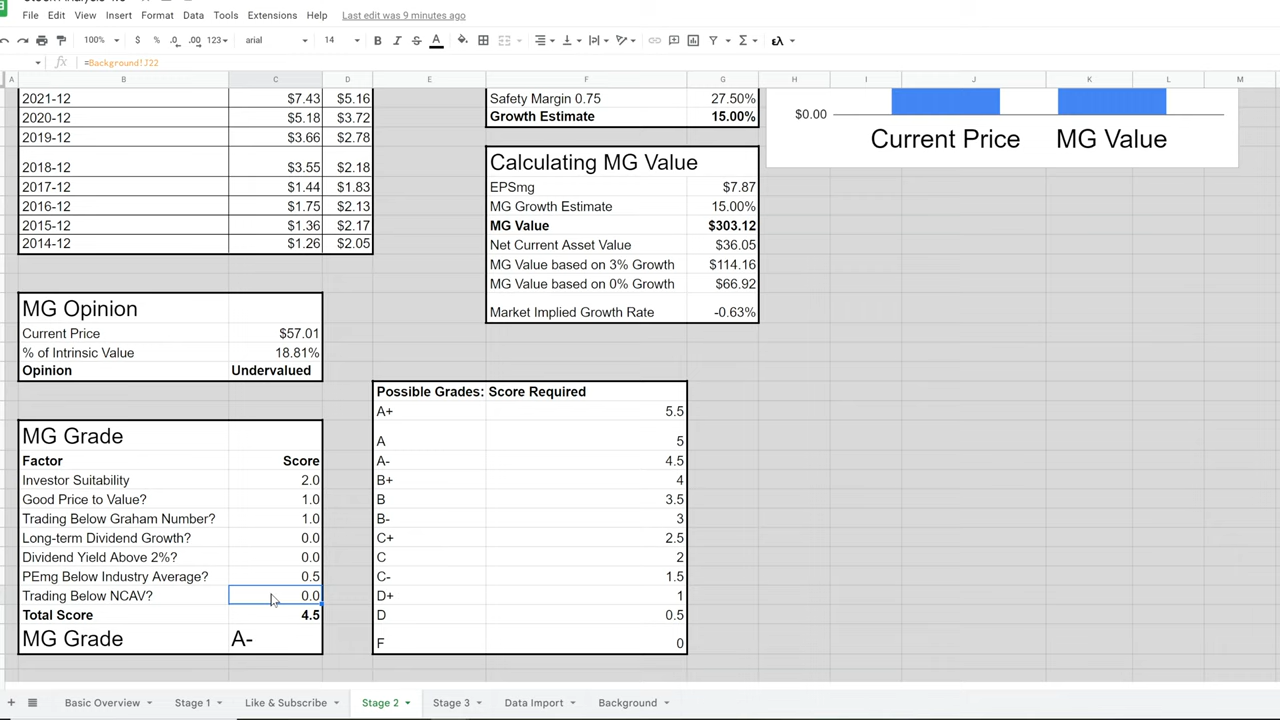 File Edit View Insert Format Data Tools Extensions Help Last edit was 9 minutes ago
100% $ % .0 .00 123 arial 14 B I S A
fx =Background!J22
A B C D E F G H I J K L M
2021-12 $7.43 $5.16
2020-12 $5.18 $3.72
2019-12 $3.66 $2.78
2018-12 $3.55 $2.18
2017-12 $1.44 $1.83
2016-12 $1.75 $2.13
2015-12 $1.36 $2.17
2014-12 $1.26 $2.05
Safety Margin 0.75 27.50%
Growth Estimate 15.00%
$0.00
Current Price MG Value
Calculating MG Value
EPSmg $7.87
MG Growth Estimate 15.00%
MG Value $303.12
Net Current Asset Value $36.05
MG Value based on 3% Growth $114.16
MG Value based on 0% Growth $66.92
Market Implied Growth Rate -0.63%
MG Opinion
Current Price $57.01
% of Intrinsic Value 18.81%
Opinion Undervalued
MG Grade
Factor Score
Investor Suitability 2.0
Good Price to Value? 1.0
Trading Below Graham Number? 1.0
Long-term Dividend Growth? 0.0
Dividend Yield Above 2%? 0.0
PEmg Below Industry Average? 0.5
Trading Below NCAV? 0.0
Total Score 4.5
MG Grade A-
Possible Grades: Score Required
A+ 5.5
A 5
A- 4.5
B+ 4
B 3.5
B- 3
C+ 2.5
C 2
C- 1.5
D+ 1
D 0.5
F 0
Basic Overview Stage 1 Like & Subscribe Stage 2 Stage 3 Data Import Background